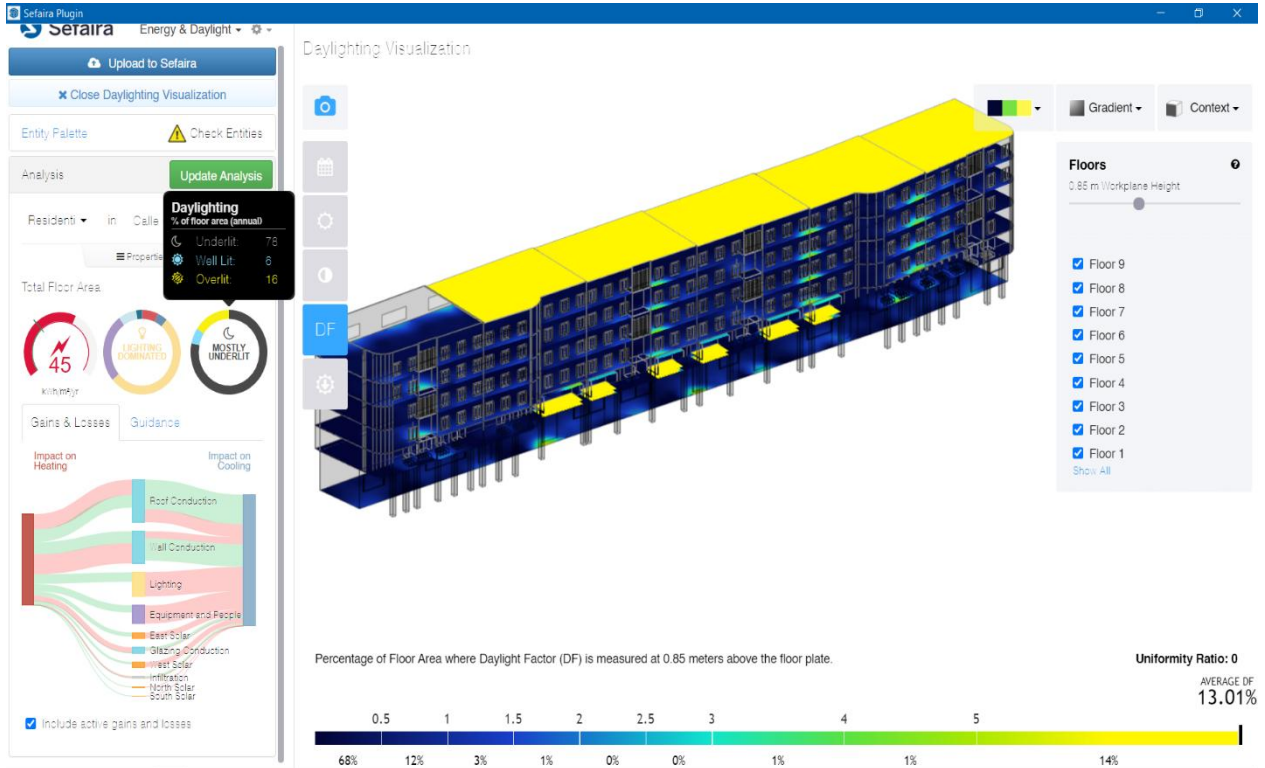 Sefaira Plugin
Sefaira
Energy & Daylight
Upload to Sefaira
Close Daylighting Visualization
Entity Palette
Check Entities
Analysis
Update Analysis
Residenti
in
Calle
Properti
Daylighting
% of floor area (annual)
Underlit: 78
Well Lit: 6
Overlit: 16
Total Floor Area
45
kWh/m²/yr
LIGHTING
DOMINATED
MOSTLY
UNDERLIT
Gains & Losses
Guidance
Impact on
Heating
Impact on
Cooling
Roof Conduction
Wall Conduction
Lighting
Equipment and People
East Solar
Glazing Conduction
West Solar
Infiltration
North Solar
South Solar
Include active gains and losses
Daylighting Visualization
DF
Gradient
Context
Floors
0.85 m Workplane Height
Floor 9
Floor 8
Floor 7
Floor 6
Floor 5
Floor 4
Floor 3
Floor 2
Floor 1
Show All
Percentage of Floor Area where Daylight Factor (DF) is measured at 0.85 meters above the floor plate.
Uniformity Ratio: 0
AVERAGE DF
13.01%
0.5 1 1.5 2 2.5 3 4 5
68% 12% 3% 1% 0% 0% 1% 1% 14%